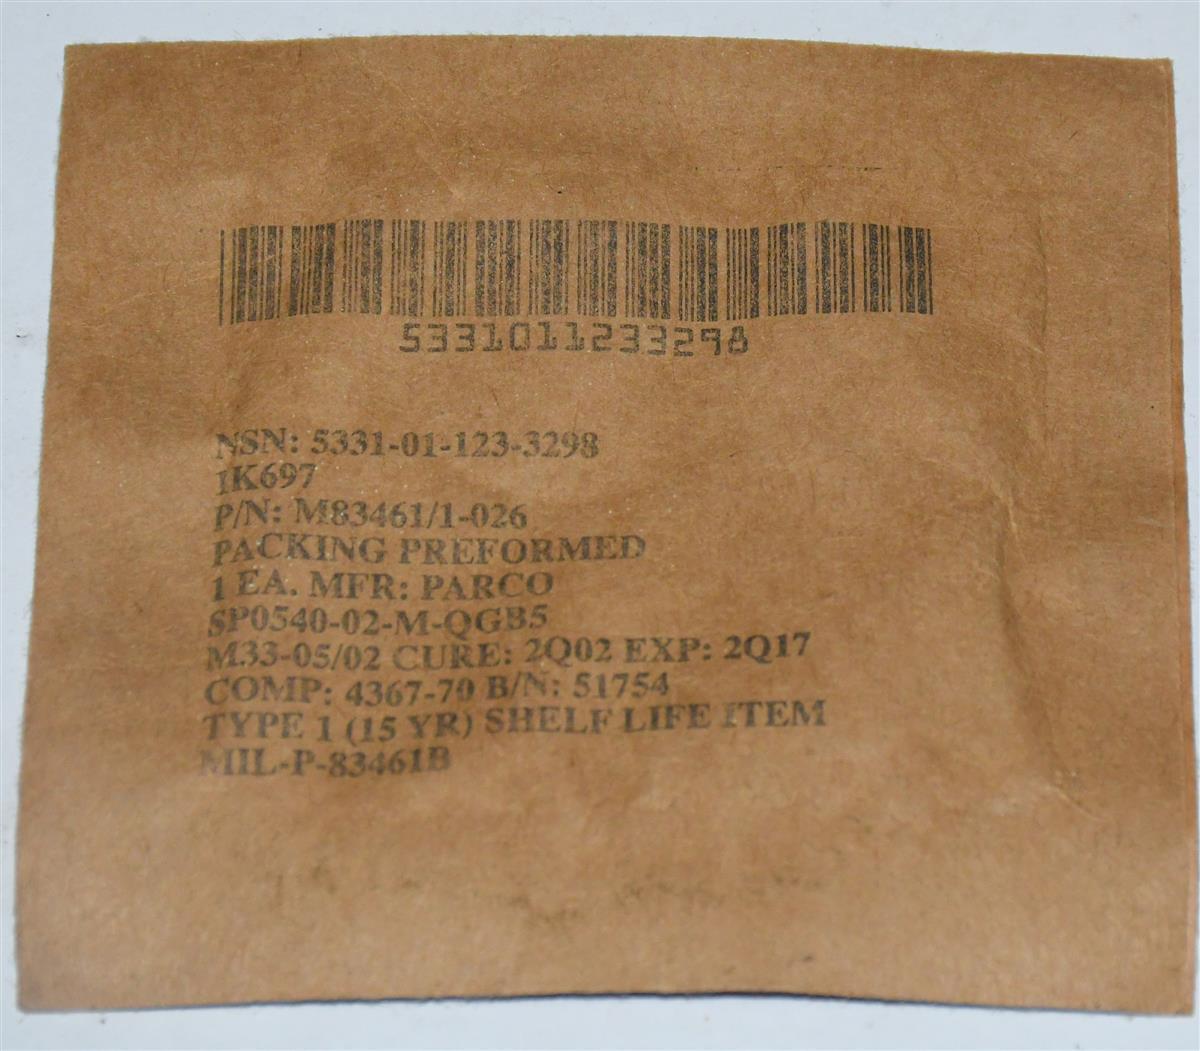 5331011233298
NSN: 5331-01-123-3298
1K697
P/N: M83461/1-026
PACKING PREFORMED
1 EA. MFR: PARCO
SP0540-02-M-QGB5
M33-05/02 CURE: 2Q02 EXP: 2Q17
COMP: 4367-70 B/N: 51754
TYPE 1 (15 YR) SHELF LIFE ITEM
MIL-P-83461B